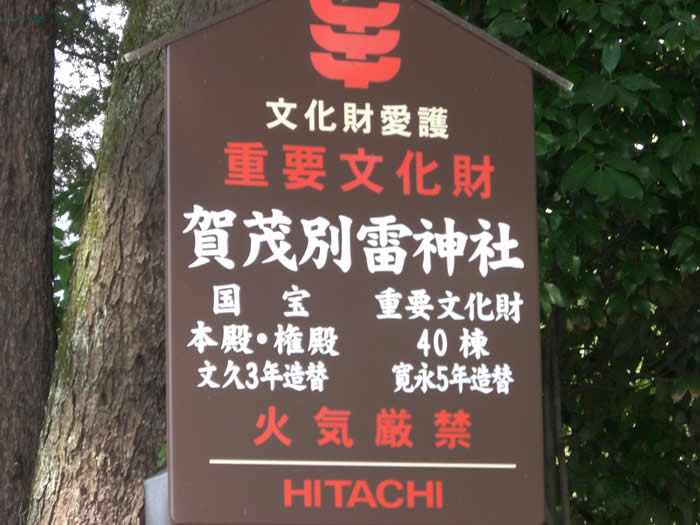 文化財愛護
重要文化財
賀茂別雷神社
国宝 重要文化財
本殿・権殿 40棟
文久3年造替 寛永5年造替
火気厳禁
HITACHI